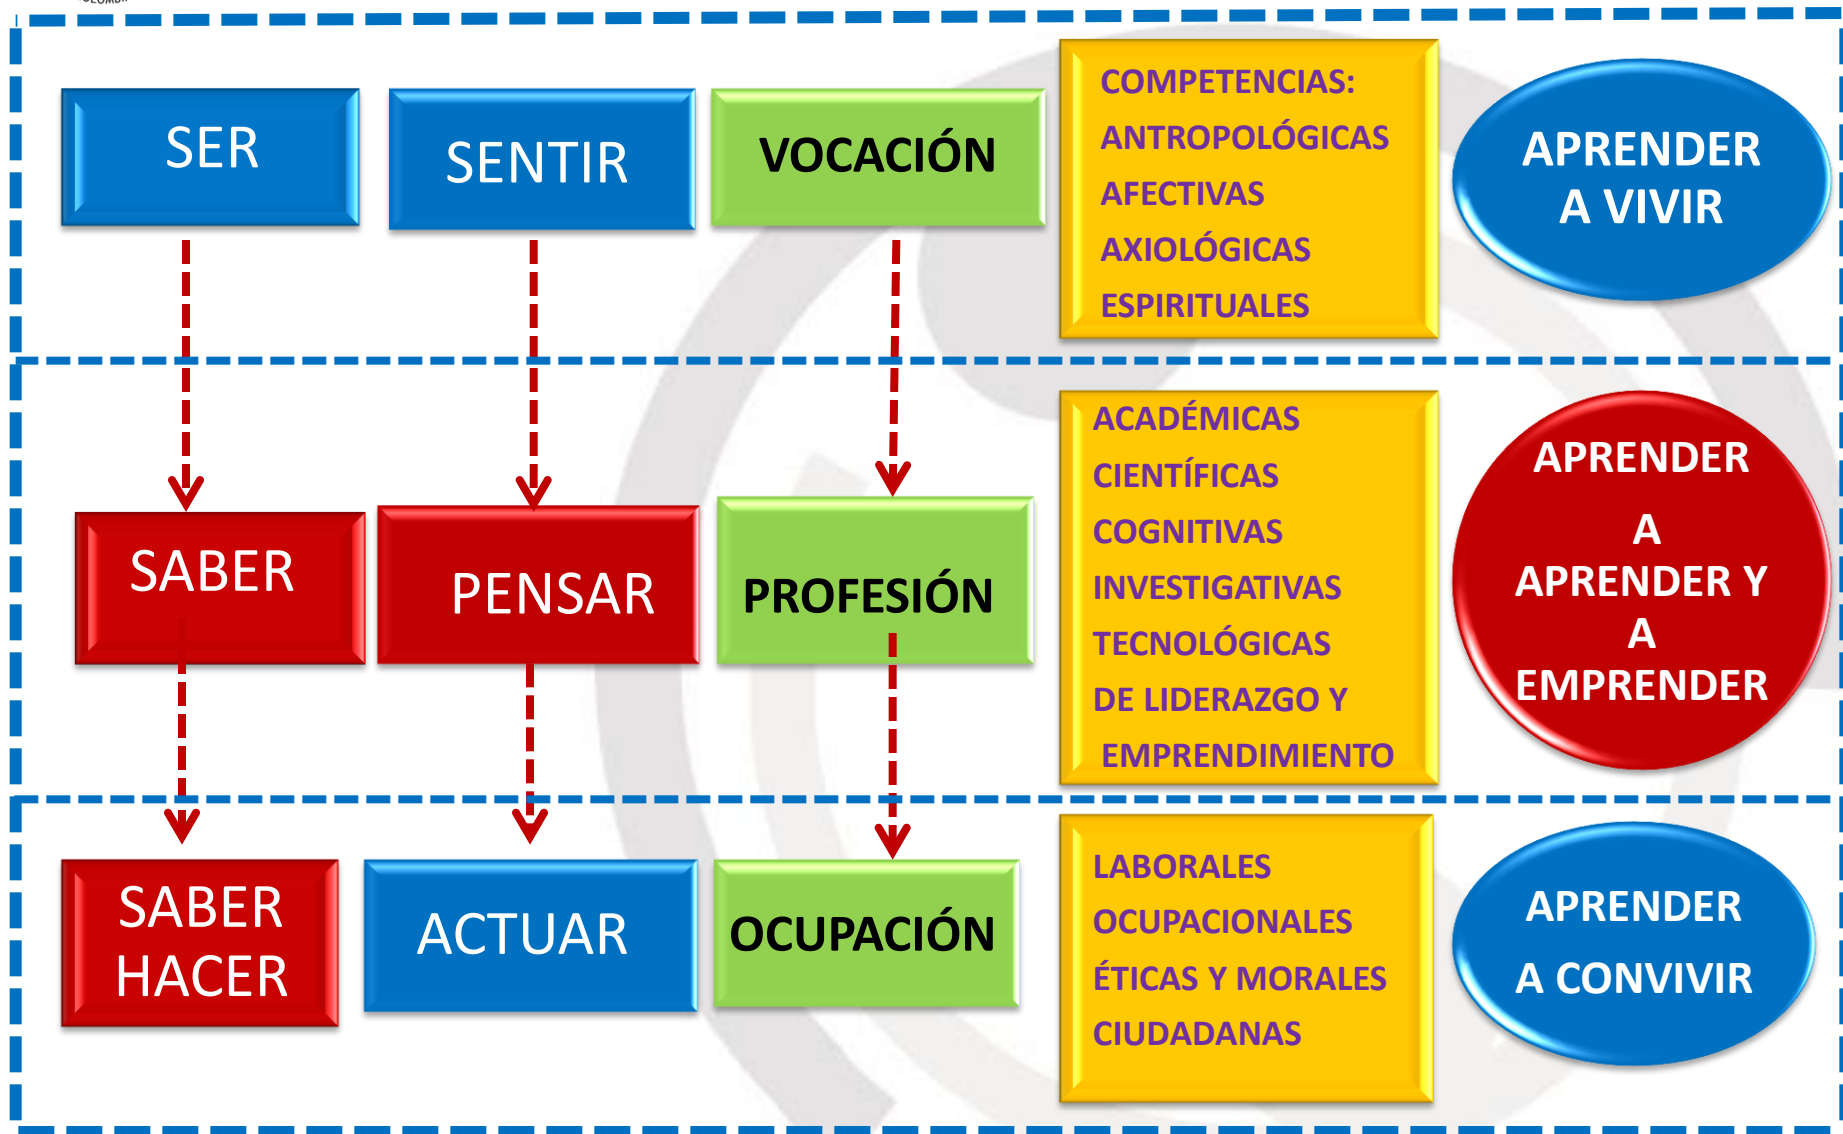 SER
SENTIR
VOCACIÓN
COMPETENCIAS:
ANTROPOLÓGICAS
AFECTIVAS
AXIOLÓGICAS
ESPIRITUALES
APRENDER
A VIVIR
SABER
PENSAR
PROFESIÓN
ACADÉMICAS
CIENTÍFICAS
COGNITIVAS
INVESTIGATIVAS
TECNOLÓGICAS
DE LIDERAZGO Y
EMPRENDIMIENTO
APRENDER
A
APRENDER Y
A
EMPRENDER
SABER
HACER
ACTUAR
OCUPACIÓN
LABORALES
OCUPACIONALES
ÉTICAS Y MORALES
CIUDADANAS
APRENDER
A CONVIVIR